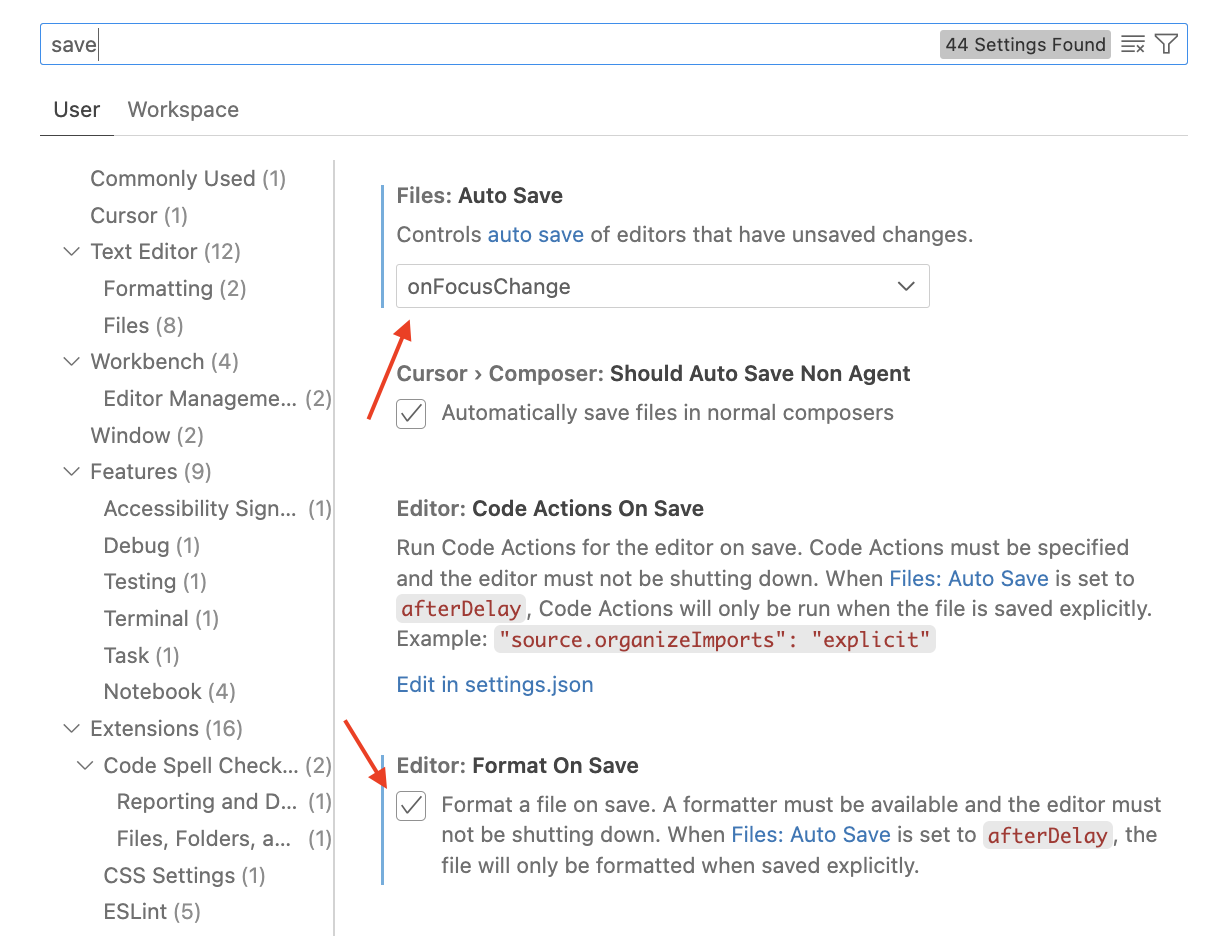 save
44 Settings Found
User
Workspace
Commonly Used (1)
Cursor (1)
Text Editor (12)
Formatting (2)
Files (8)
Workbench (4)
Editor Manageme... (2)
Window (2)
Features (9)
Accessibility Sign... (1)
Debug (1)
Testing (1)
Terminal (1)
Task (1)
Notebook (4)
Extensions (16)
Code Spell Check... (2)
Reporting and D... (1)
Files, Folders, a... (1)
CSS Settings (1)
ESLint (5)
Files: Auto Save
Controls auto save of editors that have unsaved changes.
onFocusChange
Cursor › Composer: Should Auto Save Non Agent
Automatically save files in normal composers
Editor: Code Actions On Save
Run Code Actions for the editor on save. Code Actions must be specified
and the editor must not be shutting down. When Files: Auto Save is set to
afterDelay, Code Actions will only be run when the file is saved explicitly.
Example: "source.organizeImports": "explicit"
Edit in settings.json
Editor: Format On Save
Format a file on save. A formatter must be available and the editor must
not be shutting down. When Files: Auto Save is set to afterDelay, the
file will only be formatted when saved explicitly.